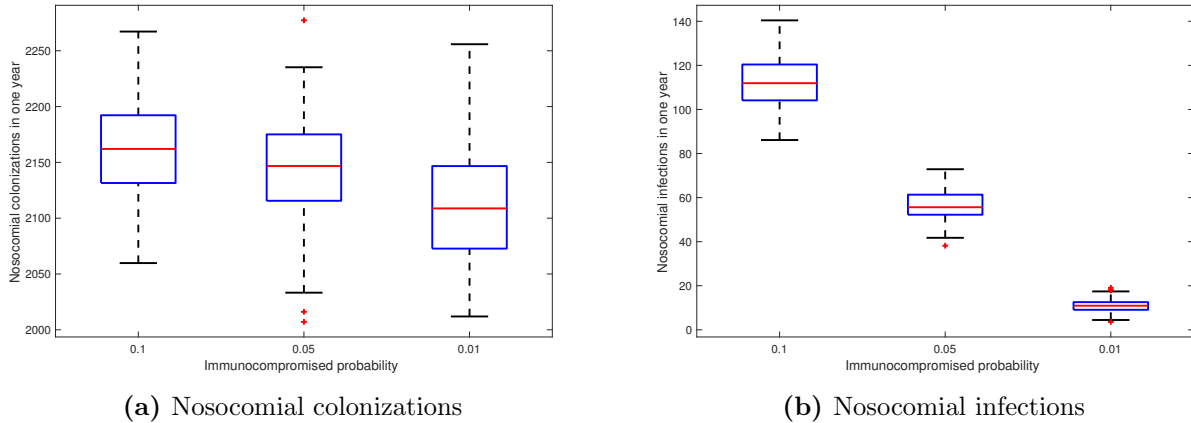 Nosocomial colonizations in one year
2250
2200
2150
2100
2050
2000
0.1 0.05 0.01
Immunocompromised probability
(a) Nosocomial colonizations
Nosocomial infections in one year
140
120
100
80
60
40
20
0
0.1 0.05 0.01
Immunocompromised probability
(b) Nosocomial infections